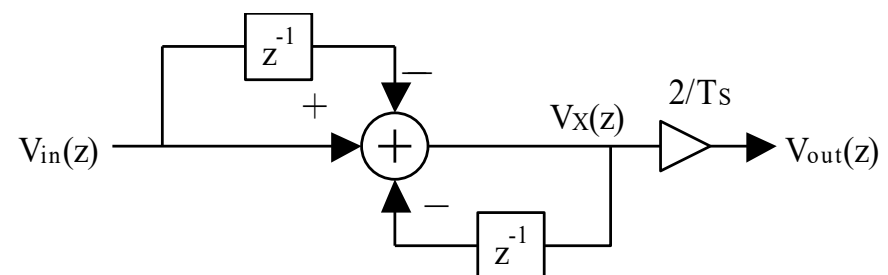 z⁻¹
−
+
2/Ts
Vin(z)
+
VX(z)
Vout(z)
−
z⁻¹